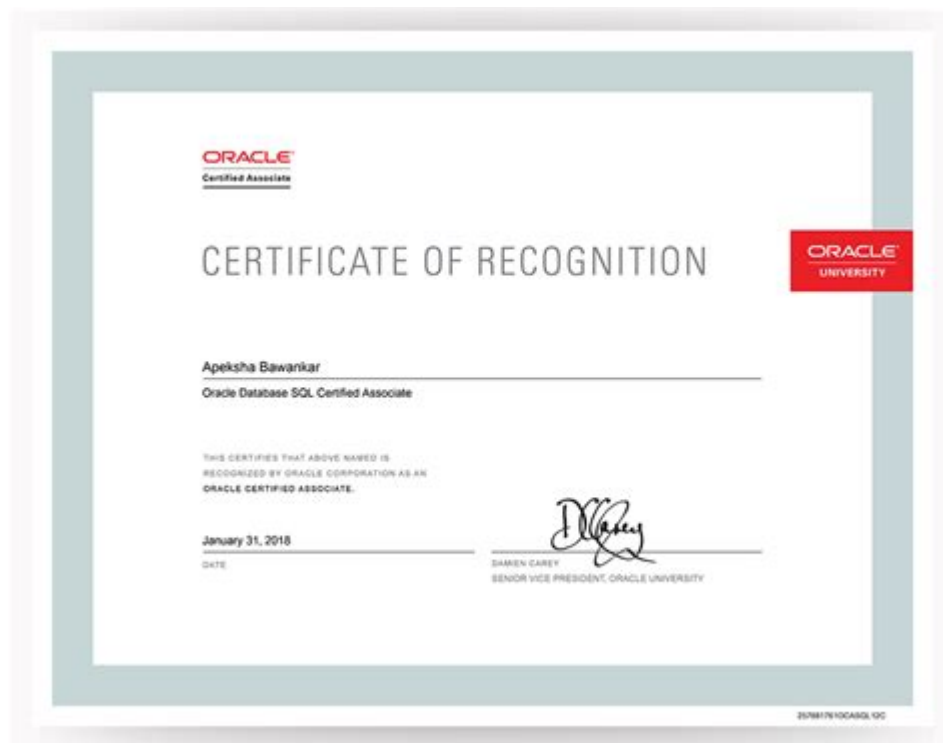 ORACLE
Certified Associate
CERTIFICATE OF RECOGNITION
ORACLE
UNIVERSITY
Apeksha Bawankar
Oracle Database SQL Certified Associate
THIS CERTIFIES THAT ABOVE NAMED IS
RECOGNIZED BY ORACLE CORPORATION AS AN
ORACLE CERTIFIED ASSOCIATE.
January 31, 2018
DATE
DAMIEN CAREY
SENIOR VICE PRESIDENT, ORACLE UNIVERSITY